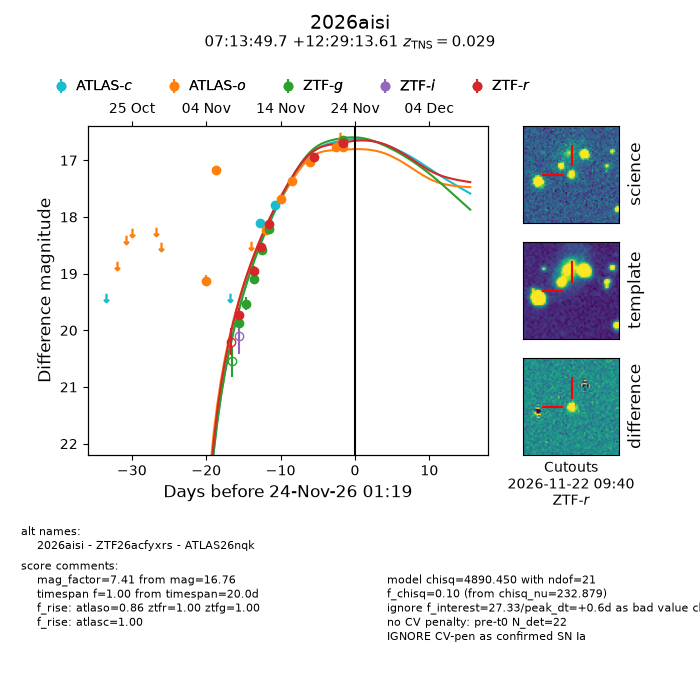 2026aisi
07:13:49.7 +12:29:13.61 z_TNS = 0.029
ATLAS-c ATLAS-o ZTF-g ZTF-i ZTF-r
25 Oct 04 Nov 14 Nov 24 Nov 04 Dec
17
18
19
20
21
22
Difference magnitude
−30 −20 −10 0 10
Days before 24-Nov-26 01:19
science
template
difference
Cutouts
2026-11-22 09:40
ZTF-r
alt names:
2026aisi - ZTF26acfyxrs - ATLAS26nqk
score comments:
mag_factor=7.41 from mag=16.76
timespan f=1.00 from timespan=20.0d
f_rise: atlaso=0.86 ztfr=1.00 ztfg=1.00
f_rise: atlasc=1.00
model chisq=4890.450 with ndof=21
f_chisq=0.10 (from chisq_nu=232.879)
ignore f_interest=27.33/peak_dt=+0.6d as bad value
no CV penalty: pre-t0 N_det=22
IGNORE CV-pen as confirmed SN Ia